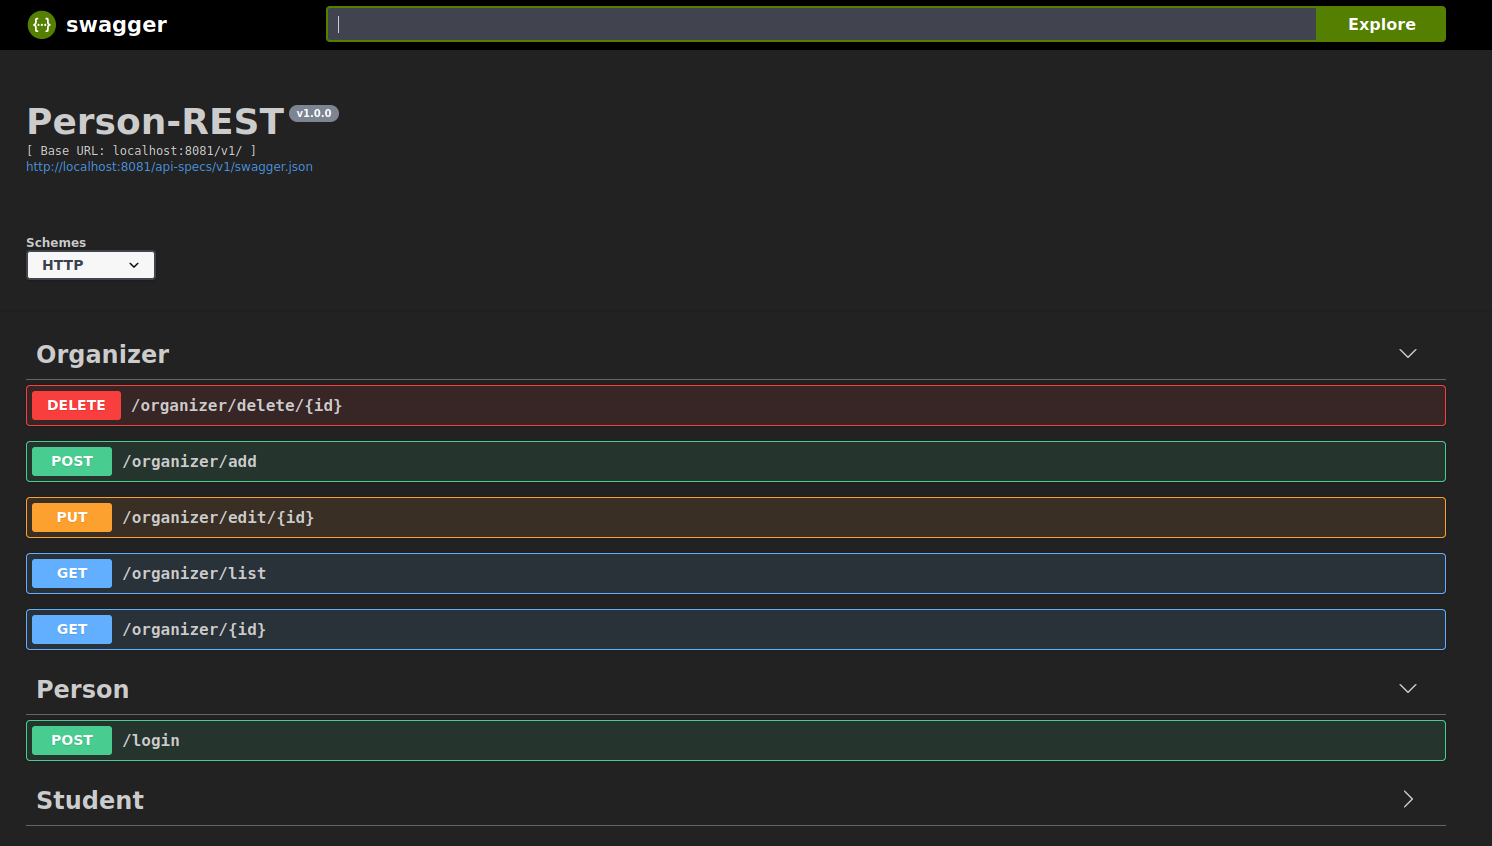 swagger
Explore
Person-REST v1.0.0
[ Base URL: localhost:8081/v1/ ]
http://localhost:8081/api-specs/v1/swagger.json
Schemes
HTTP
Organizer
DELETE /organizer/delete/{id}
POST /organizer/add
PUT /organizer/edit/{id}
GET /organizer/list
GET /organizer/{id}
Person
POST /login
Student